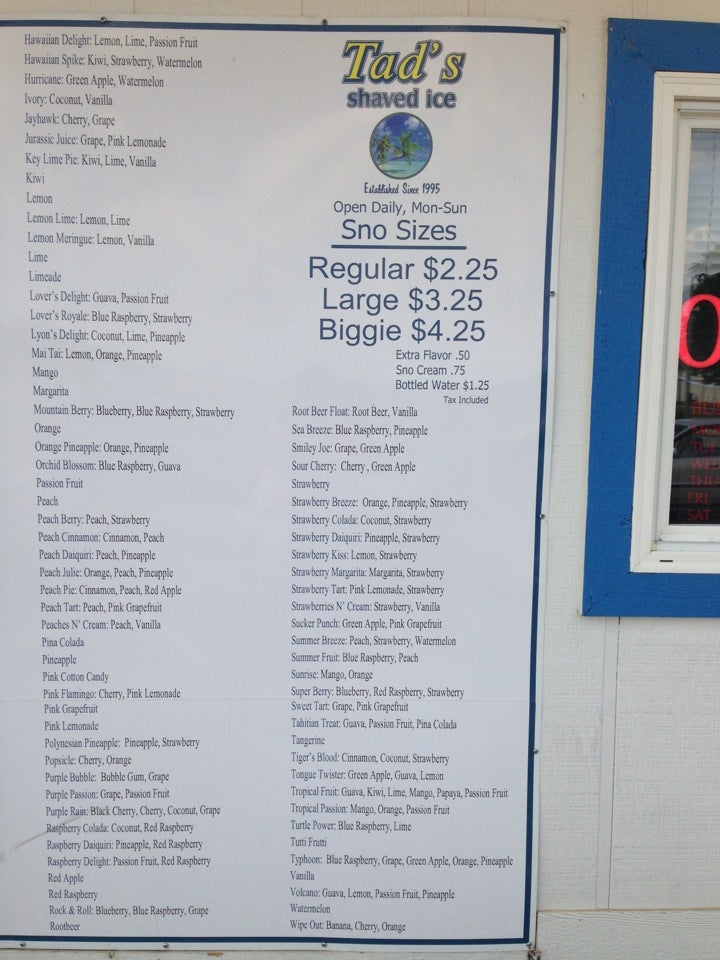 Hawaiian Delight: Lemon, Lime, Passion Fruit
Hawaiian Spike: Kiwi, Strawberry, Watermelon
Hurricane: Green Apple, Watermelon
Ivory: Coconut, Vanilla
Jayhawk: Cherry, Grape
Jurassic Juice: Grape, Pink Lemonade
Key Lime Pie: Kiwi, Lime, Vanilla
Kiwi
Lemon
Lemon Lime: Lemon, Lime
Lemon Meringue: Lemon, Vanilla
Lime
Limeade
Lover's Delight: Guava, Passion Fruit
Lover's Royale: Blue Raspberry, Strawberry
Lyon's Delight: Coconut, Lime, Pineapple
Mai Tai: Lemon, Orange, Pineapple
Mango
Margarita
Mountain Berry: Blueberry, Blue Raspberry, Strawberry
Orange
Orange Pineapple: Orange, Pineapple
Orchid Blossom: Blue Raspberry, Guava
Passion Fruit
Peach
Peach Berry: Peach, Strawberry
Peach Cinnamon: Cinnamon, Peach
Peach Daiquiri: Peach, Pineapple
Peach Julie: Orange, Peach, Pineapple
Peach Pie: Cinnamon, Peach, Red Apple
Peach Tart: Peach, Pink Grapefruit
Peaches N' Cream: Peach, Vanilla
Pina Colada
Pineapple
Pink Cotton Candy
Pink Flamingo: Cherry, Pink Lemonade
Pink Grapefruit
Pink Lemonade
Polynesian Pineapple: Pineapple, Strawberry
Popsicle: Cherry, Orange
Purple Bubble: Bubble Gum, Grape
Purple Passion: Grape, Passion Fruit
Purple Rain: Black Cherry, Cherry, Coconut, Grape
Raspberry Colada: Coconut, Red Raspberry
Raspberry Daiquiri: Pineapple, Red Raspberry
Raspberry Delight: Passion Fruit, Red Raspberry
Red Apple
Red Raspberry
Rock & Roll: Blueberry, Blue Raspberry, Grape
Rootbeer
Tad's
shaved ice
Established Since 1995
Open Daily, Mon-Sun
Sno Sizes
Regular $2.25
Large $3.25
Biggie $4.25
Extra Flavor .50
Sno Cream .75
Bottled Water $1.25
Tax Included
Root Beer Float: Root Beer, Vanilla
Sea Breeze: Blue Raspberry, Pineapple
Smiley Joe: Grape, Green Apple
Sour Cherry: Cherry , Green Apple
Strawberry
Strawberry Breeze: Orange, Pineapple, Strawberry
Strawberry Colada: Coconut, Strawberry
Strawberry Daiquiri: Pineapple, Strawberry
Strawberry Kiss: Lemon, Strawberry
Strawberry Margarita: Margarita, Strawberry
Strawberry Tart: Pink Lemonade, Strawberry
Strawberries N' Cream: Strawberry, Vanilla
Sucker Punch: Green Apple, Pink Grapefruit
Summer Breeze: Peach, Strawberry, Watermelon
Summer Fruit: Blue Raspberry, Peach
Sunrise: Mango, Orange
Super Berry: Blueberry, Red Raspberry, Strawberry
Sweet Tart: Grape, Pink Grapefruit
Tahitian Treat: Guava, Passion Fruit, Pina Colada
Tangerine
Tiger's Blood: Cinnamon, Coconut, Strawberry
Tongue Twister: Green Apple, Guava, Lemon
Tropical Fruit: Guava, Kiwi, Lime, Mango, Papaya, Passion Fruit
Tropical Passion: Mango, Orange, Passion Fruit
Turtle Power: Blue Raspberry, Lime
Tutti Frutti
Typhoon: Blue Raspberry, Grape, Green Apple, Orange, Pineapple
Vanilla
Volcano: Guava, Lemon, Passion Fruit, Pineapple
Watermelon
Wipe Out: Banana, Cherry, Orange
O
BUS
MON
TUE
WED
THU
FRI
SAT